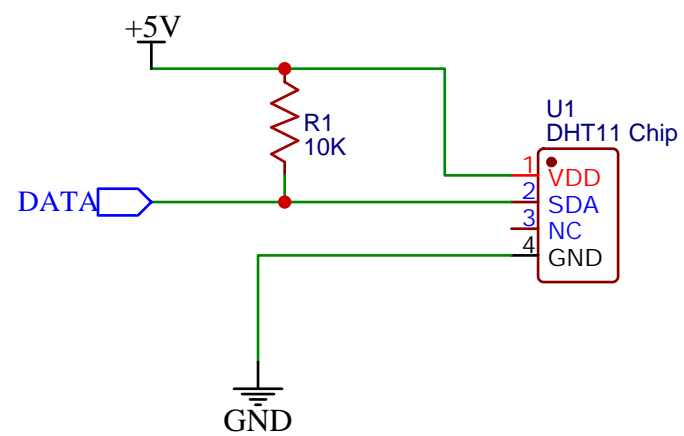 +5V
R1
10K
U1
DHT11 Chip
1
VDD
DATA
2
SDA
3
NC
4
GND
GND